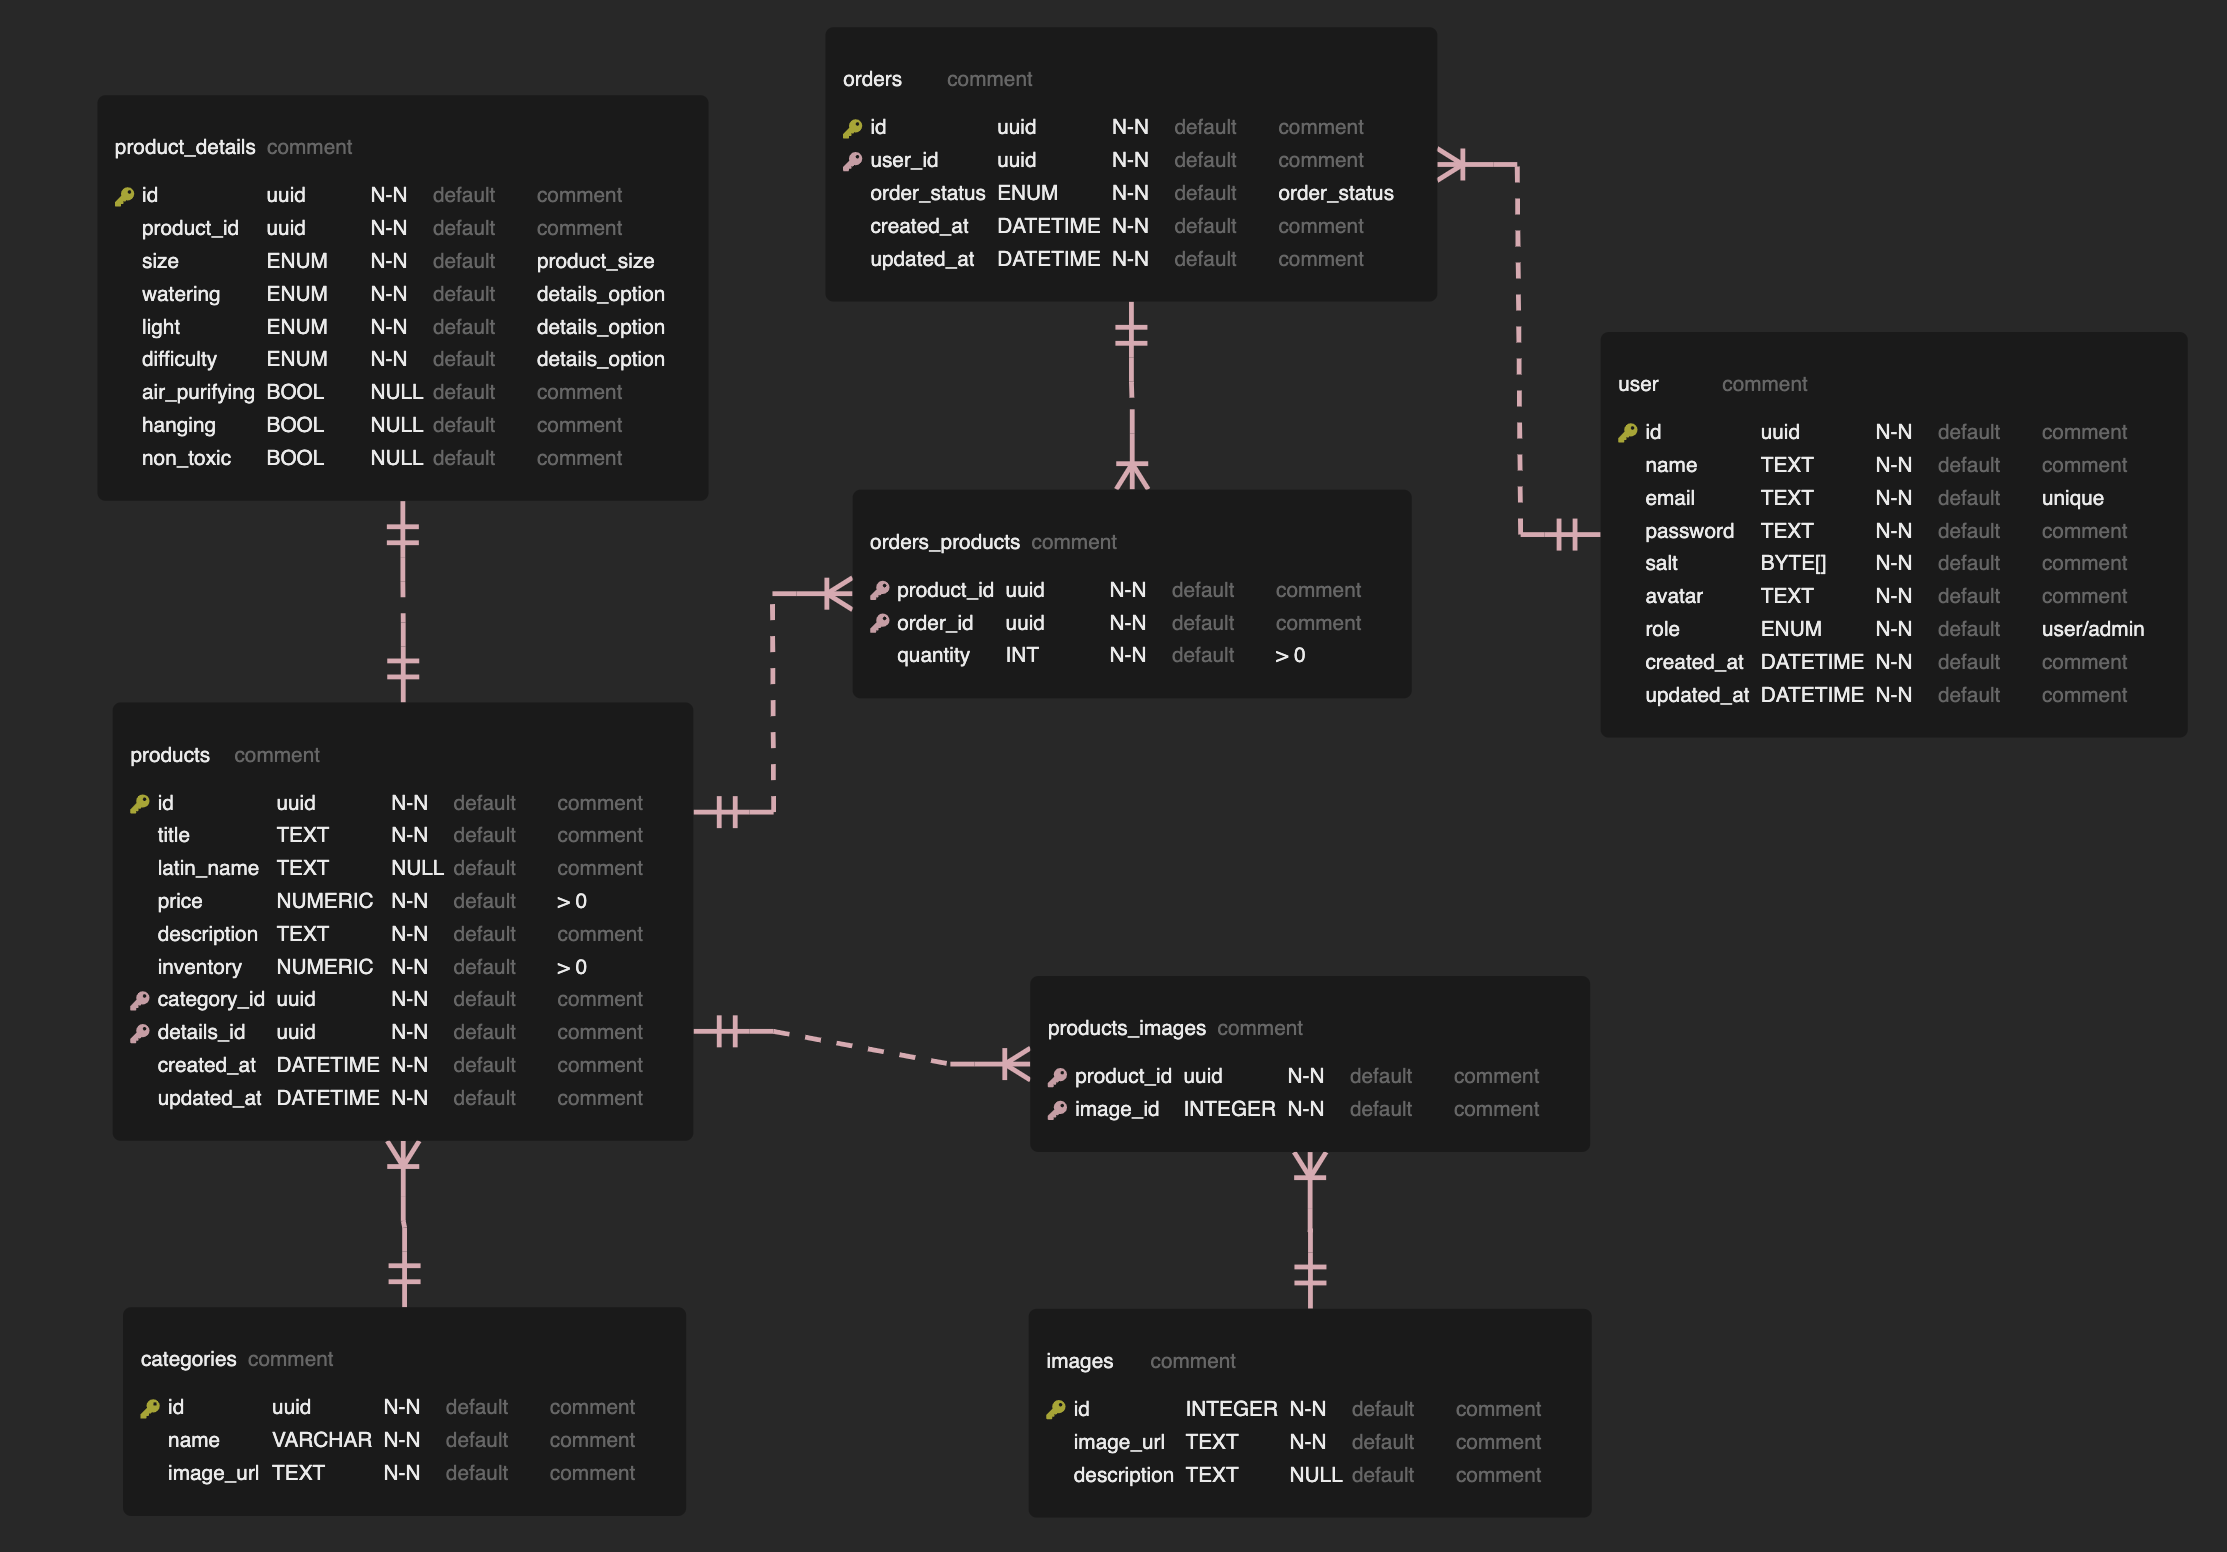 product_details comment
id uuid N-N default comment
product_id uuid N-N default comment
size ENUM N-N default product_size
watering ENUM N-N default details_option
light ENUM N-N default details_option
difficulty ENUM N-N default details_option
air_purifying BOOL NULL default comment
hanging BOOL NULL default comment
non_toxic BOOL NULL default comment
orders comment
id uuid N-N default comment
user_id uuid N-N default comment
order_status ENUM N-N default order_status
created_at DATETIME N-N default comment
updated_at DATETIME N-N default comment
user comment
id uuid N-N default comment
name TEXT N-N default comment
email TEXT N-N default unique
password TEXT N-N default comment
salt BYTE[] N-N default comment
avatar TEXT N-N default comment
role ENUM N-N default user/admin
created_at DATETIME N-N default comment
updated_at DATETIME N-N default comment
orders_products comment
product_id uuid N-N default comment
order_id uuid N-N default comment
quantity INT N-N default > 0
products comment
id uuid N-N default comment
title TEXT N-N default comment
latin_name TEXT NULL default comment
price NUMERIC N-N default > 0
description TEXT N-N default comment
inventory NUMERIC N-N default > 0
category_id uuid N-N default comment
details_id uuid N-N default comment
created_at DATETIME N-N default comment
updated_at DATETIME N-N default comment
products_images comment
product_id uuid N-N default comment
image_id INTEGER N-N default comment
categories comment
id uuid N-N default comment
name VARCHAR N-N default comment
image_url TEXT N-N default comment
images comment
id INTEGER N-N default comment
image_url TEXT N-N default comment
description TEXT NULL default comment